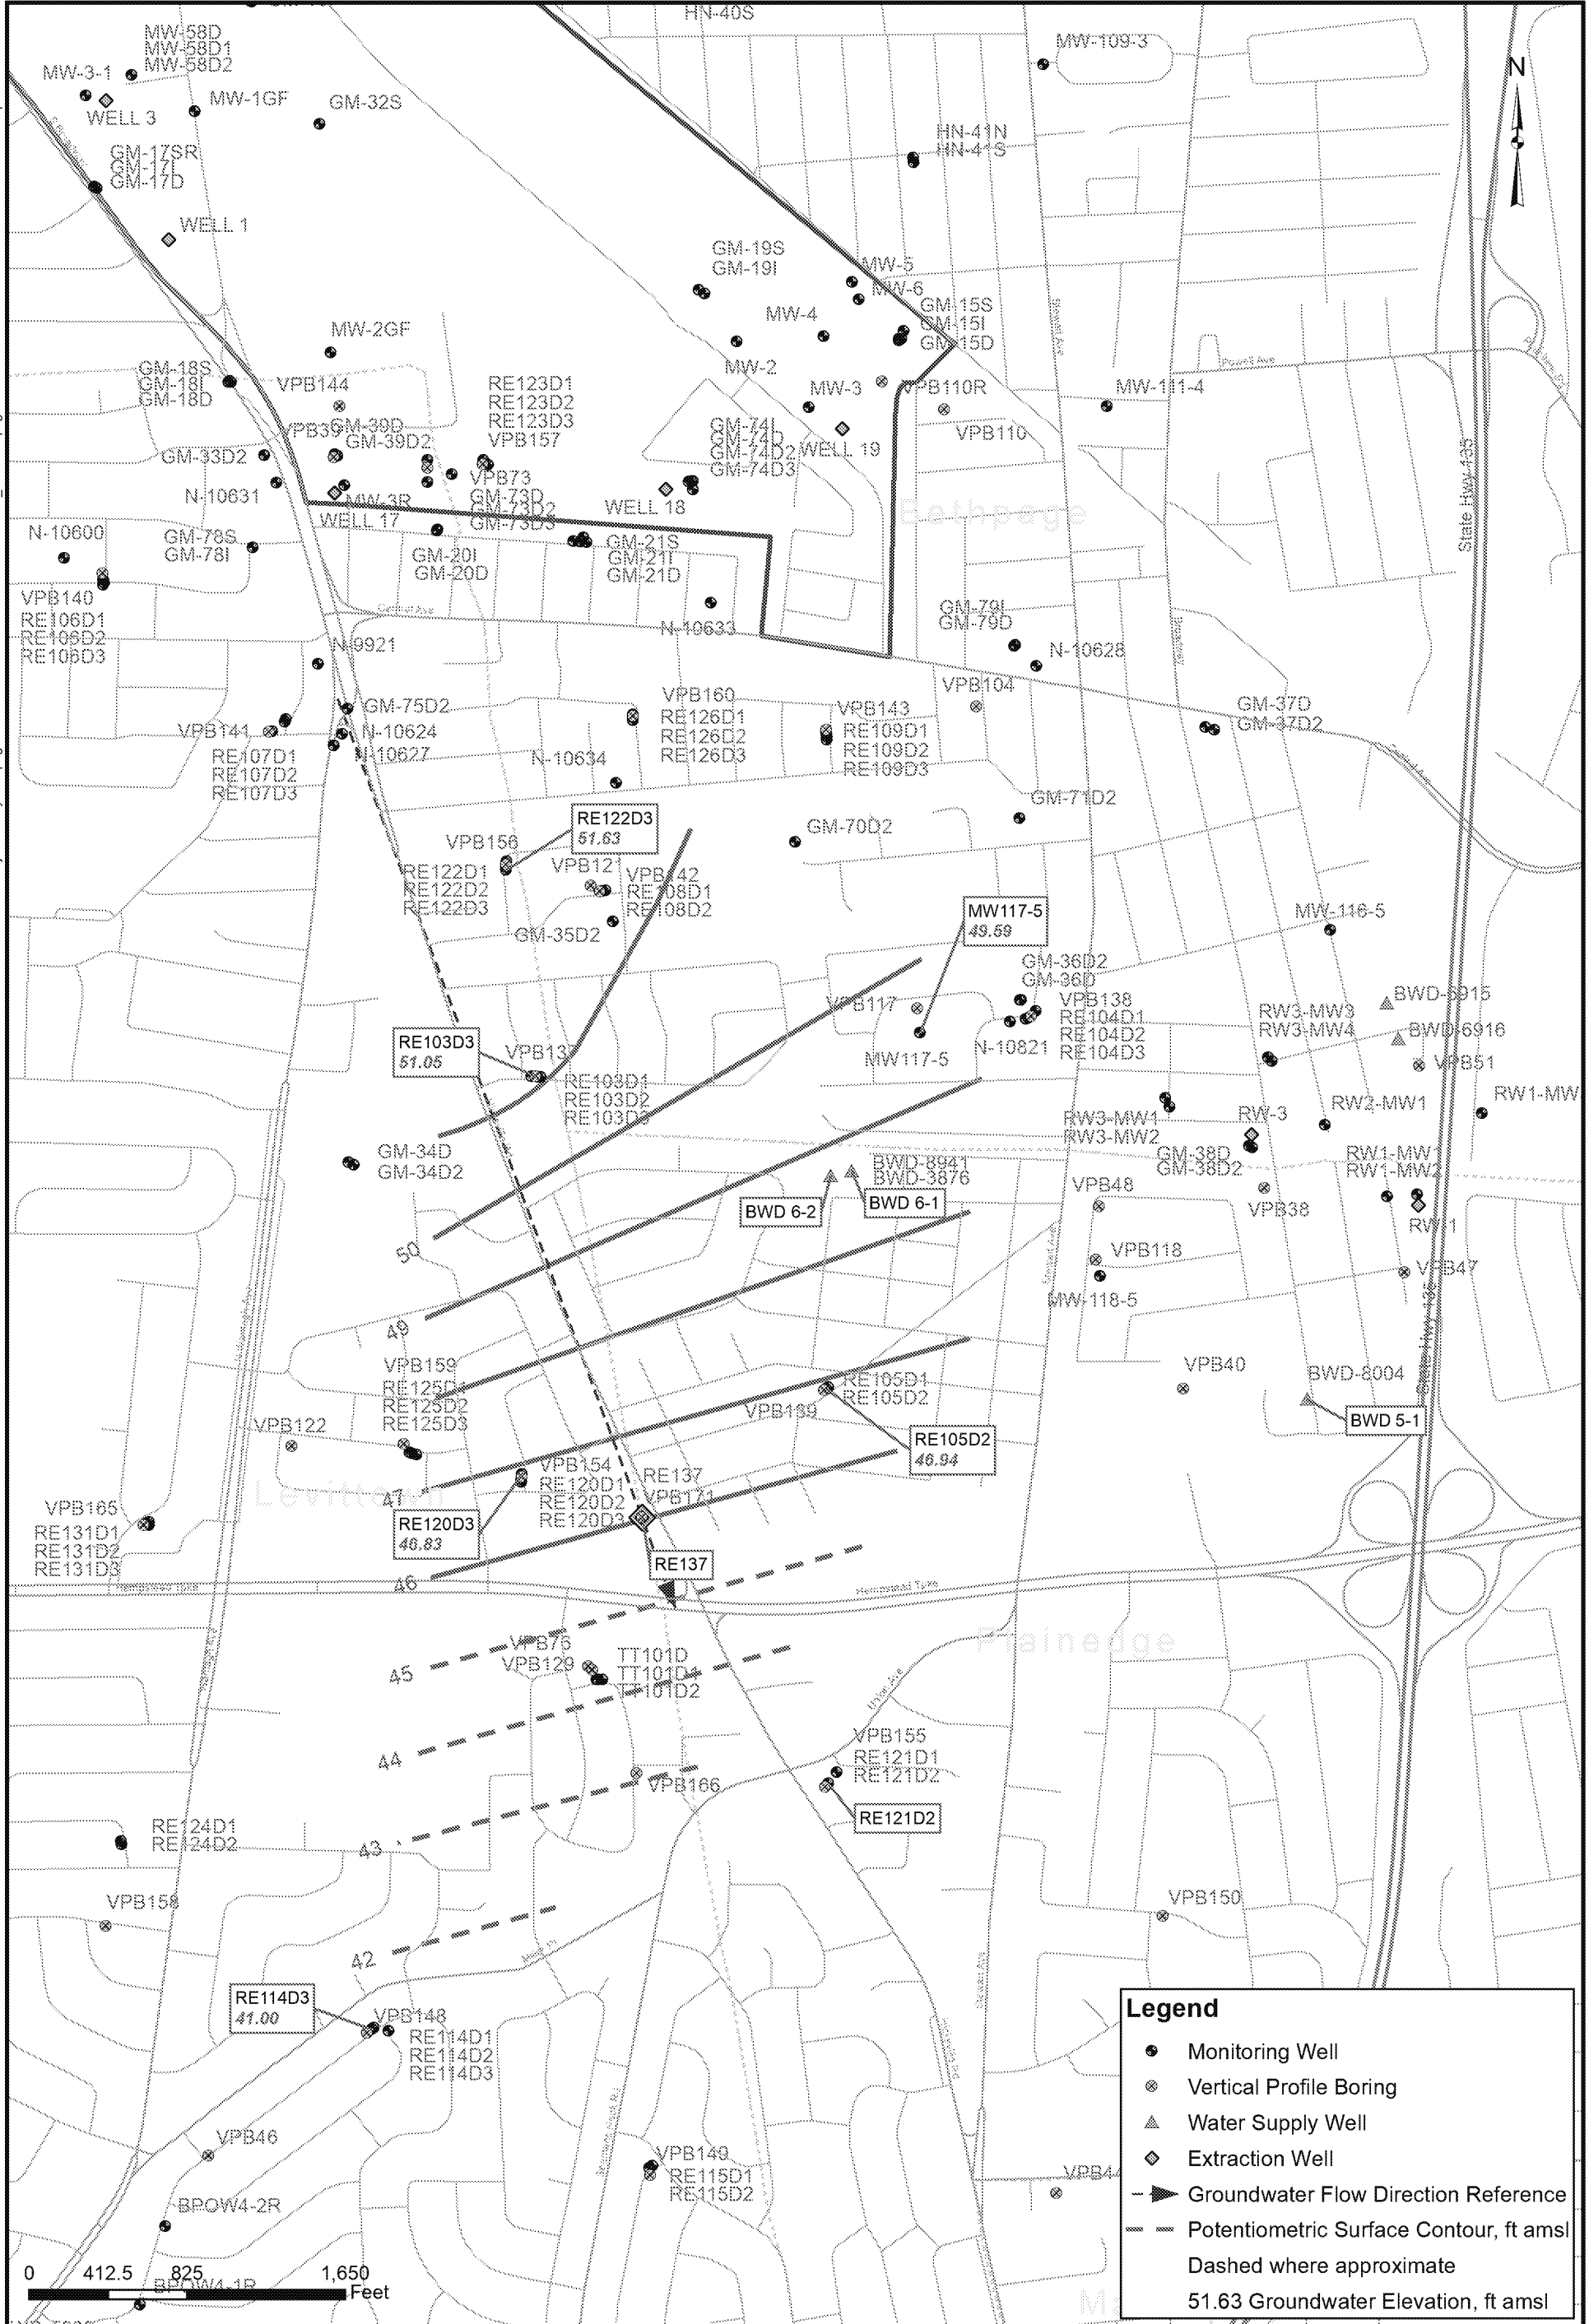 HN-40S
MW-58D
MW-58D1
MW-58D2
MW-109-3
MW-3-1
WELL 3
MW-1GF
GM-32S
N
HN-41N
HN-41S
GM-17SR
GM-17I
GM-17D
WELL 1
GM-19S
GM-19I
MW-5
MW-6
MW-4
GM-15S
GM-15I
GM-15D
MW-2GF
MW-2
Powell Ave
GM-18S
GM-18I
GM-18D
VPB144
RE123D1
RE123D2
RE123D3
VPB157
MW-3
VPB110R
MW-111-4
VPB110
GM-39D
GM-39D2
GM-74I
GM-74D
GM-74D2
GM-74D3
WELL 19
GM-33D2
N-10631
MW-3R
WELL 17
VPB73
GM-73D
GM-73D2
GM-73D3
WELL 18
Bethpage
State Hwy 135
N-10600
GM-78S
GM-78I
GM-20I
GM-20D
GM-21S
GM-21I
GM-21D
VPB140
RE106D1
RE106D2
RE106D3
Central Ave
N-10633
GM-79I
GM-79D
N-9921
N-10628
Broadway
GM-75D2
VPB141
N-10624
N-10627
RE107D1
RE107D2
RE107D3
VPB160
RE126D1
RE126D2
RE126D3
N-10634
VPB143
RE109D1
RE109D2
RE109D3
VPB104
GM-37D
GM-37D2
RE122D3
51.63
GM-71D2
GM-70D2
VPB156
RE122D1
RE122D2
RE122D3
VPB121
VPB142
RE108D1
RE108D2
GM-35D2
MW117-5
49.59
MW-116-5
GM-36D2
GM-36D
VPB117
MW117-5
VPB138
RE104D1
RE104D2
RE104D3
N-10821
BWD-6915
BWD-6916
RW3-MW3
RW3-MW4
VPB51
RE103D3
51.05
RE103D1
RE103D2
RE103D3
RW3-MW1
RW3-MW2
RW-3
RW2-MW1
RW1-MW
GM-34D
GM-34D2
BWD-8941
BWD-3876
BWD 6-2
BWD 6-1
GM-38D
GM-38D2
RW1-MW1
RW1-MW2
VPB48
VPB38
RW-1
50
VPB118
VPB47
MW-118-5
49
VPB159
RE125D1
RE125D2
RE125D3
VPB122
RE105D1
RE105D2
VPB139
VPB40
BWD-8004
BWD 5-1
RE105D2
46.94
Levittown
47
VPB154
RE120D1
RE120D2
RE120D3
RE137
VPB171
RE120D3
46.83
VPB165
RE131D1
RE131D2
RE131D3
RE137
46
Hempstead Tpke
Hempstead Tpke
Plainedge
45
VPB76
VPB129
TT101D
TT101D1
TT101D2
Union Ave
44
VPB155
RE121D1
RE121D2
VPB166
RE121D2
RE124D1
RE124D2
43
VPB158
VPB150
42
RE114D3
41.00
VPB148
RE114D1
RE114D2
RE114D3
VPB46
BPOW4-2R
VPB149
RE115D1
RE115D2
VPB44
BPOW4-1R
0 412.5 825 1,650
Feet
Legend
Monitoring Well
Vertical Profile Boring
Water Supply Well
Extraction Well
Groundwater Flow Direction Reference
Potentiometric Surface Contour, ft amsl
Dashed where approximate
51.63 Groundwater Elevation, ft amsl